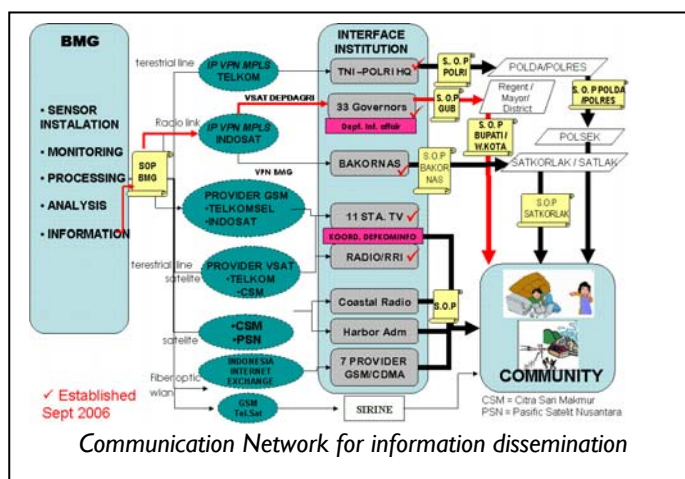 BMG
• SENSOR
INSTALATION
• MONITORING
• PROCESSING
• ANALYSIS
• INFORMATION
✓ Established
Sept 2006
SOP
BMG
terestrial line
IP VPN MPLS
TELKOM
VSAT DEPDAGRI
Radio link
IP VPN MPLS
INDOSAT
VPN BMG
PROVIDER GSM
•TELKOMSEL
•INDOSAT
terestrial line
satelite
PROVIDER VSAT
•TELKOM
•CSM
satelite
•CSM
•PSN
Fiber optic
wlan
INDONESIA
INTERNET
EXCHANGE
GSM
Tel.Sat
INTERFACE
INSTITUTION
TNI –POLRI HQ
33 Governors
Dept. Int. affair
BAKORNAS
11 STA. TV
KOORD. DEPKOMINFO
RADIO/RRI
Coastal Radio
Harbor Adm
7 PROVIDER
GSM/CDMA
SIRINE
S. O. P
POLRI
POLDA/POLRES
S.O.P
GUB
Regent /
Mayor/
District
S. O P POLDA
/POLRES
S. O. P
BUPATI /
W.KOTA
POLSEK
S.O.P
BAKOR
NAS
SATKORLAK / SATLAK
S.O.P
SATKORLAK
S.O.P
COMMUNITY
CSM = Citra Sari Makmur
PSN = Pasific Satelit Nusantara
Communication Network for information dissemination